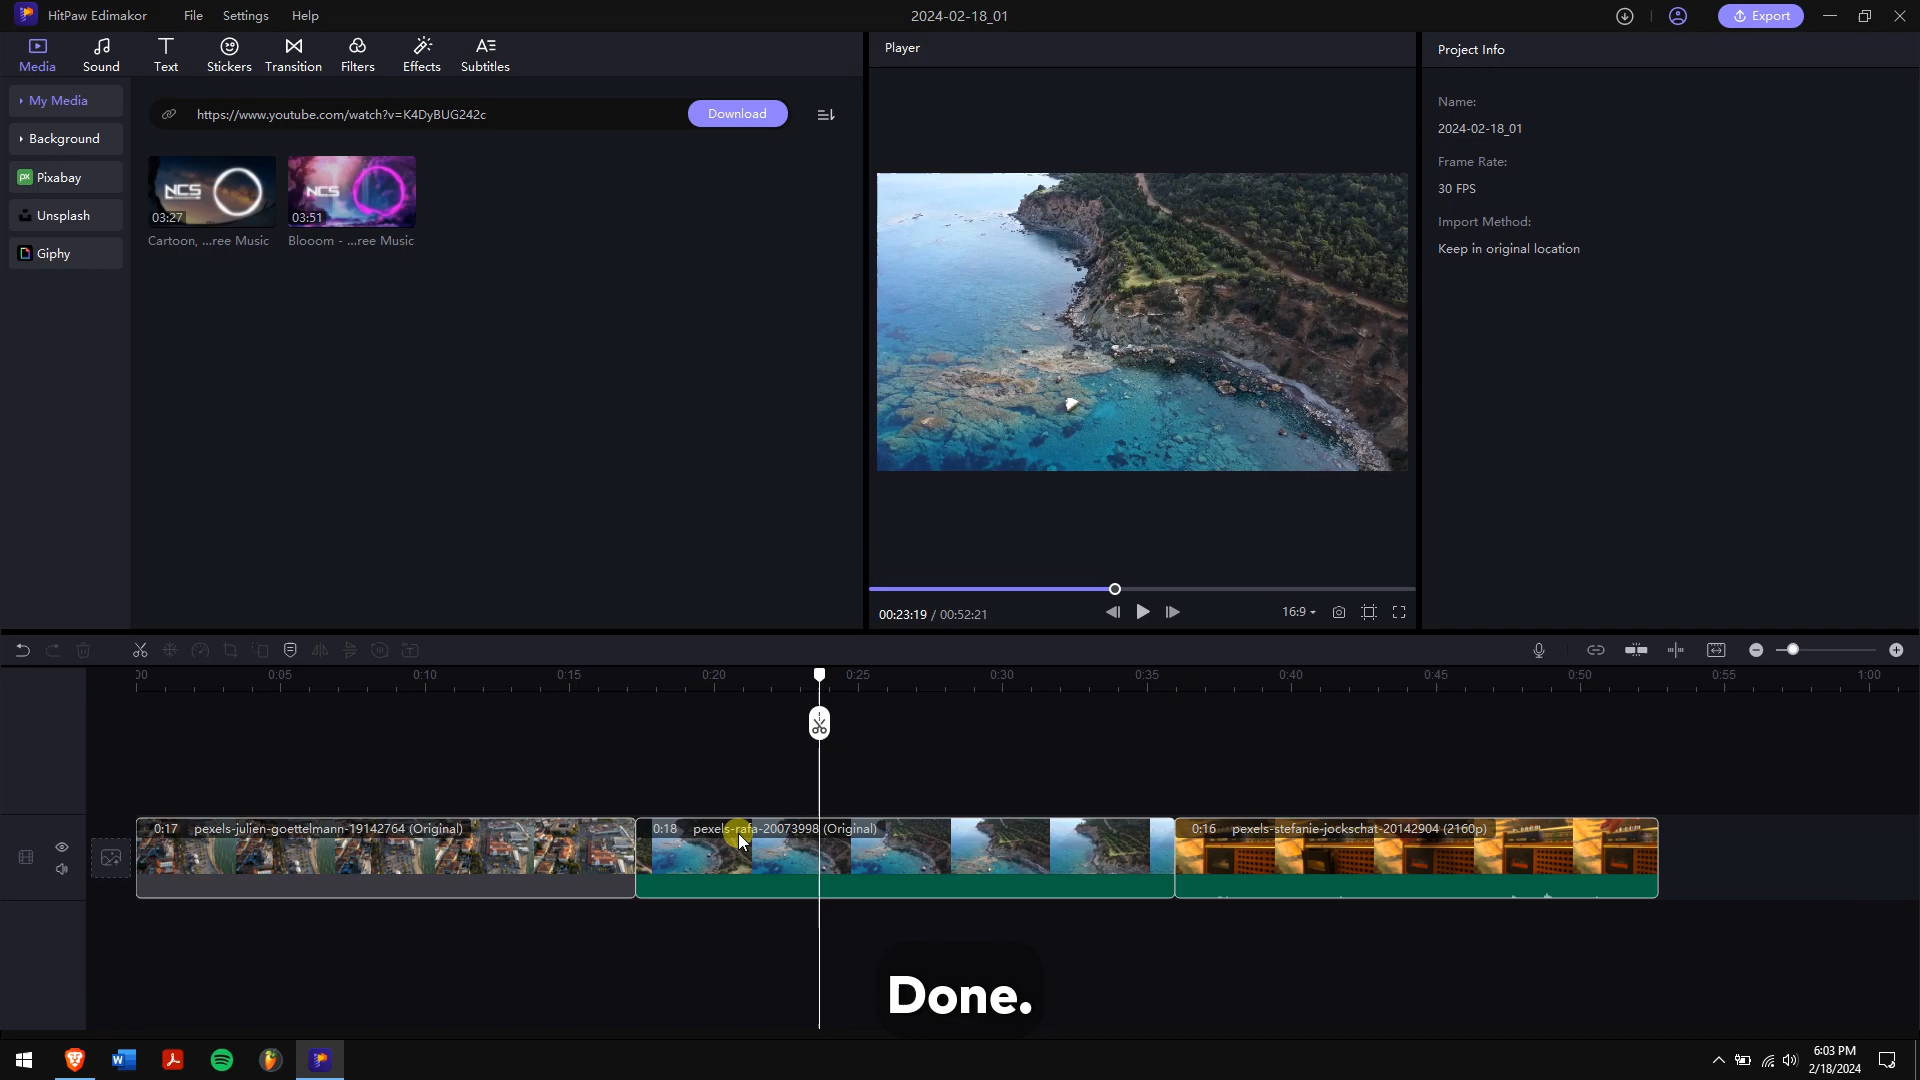 HitPaw Edimakor
File
Settings
Help
2024-02-18_01
Export
Media
Sound
Text
Stickers
Transition
Filters
Effects
Subtitles
Player
Project Info
My Media
Background
Pixabay
Unsplash
Giphy
https://www.youtube.com/watch?v=K4DyBUG242c
Download
NCS
03:27
Cartoon, ...ree Music
NCS
03:51
Blooom - ...ree Music
Name:
2024-02-18_01
Frame Rate:
30 FPS
Import Method:
Keep in original location
00:23:19 / 00:52:21
16:9
00
0:05
0:10
0:15
0:20
0:25
0:30
0:35
0:40
0:45
0:50
0:55
1:00
0:17 pexels-julien-goettelmann-19142764 (Original)
0:18 pexels-rafa-20073998 (Original)
0:16 pexels-stefanie-jockschat-20142904 (2160p)
Done.
6:03 PM
2/18/2024